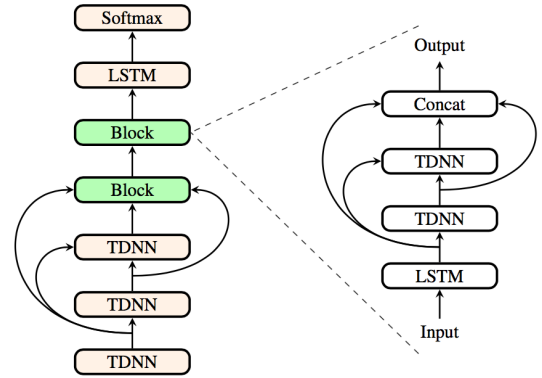 Softmax
LSTM
Block
Block
TDNN
TDNN
TDNN
Output
Concat
TDNN
TDNN
LSTM
Input